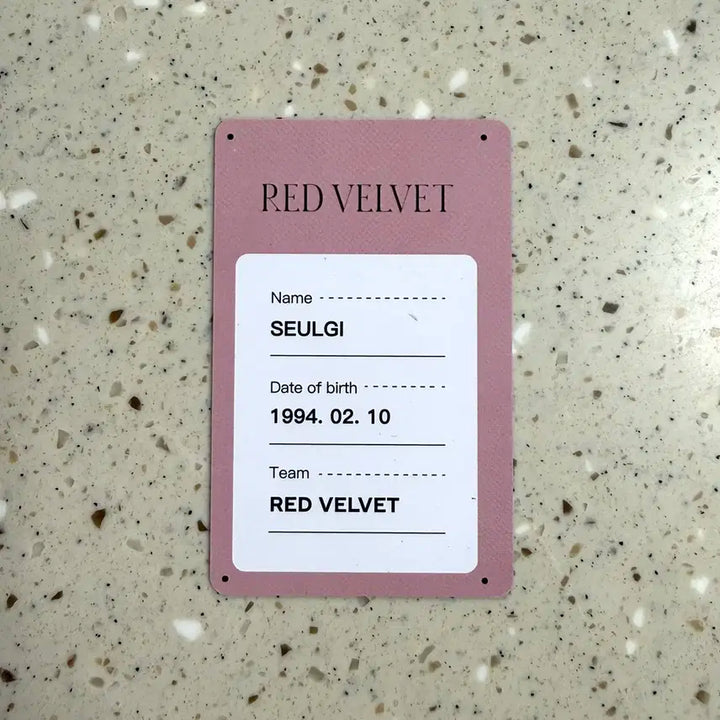 RED VELVET
Name
SEULGI
Date of birth
1994. 02. 10
Team
RED VELVET